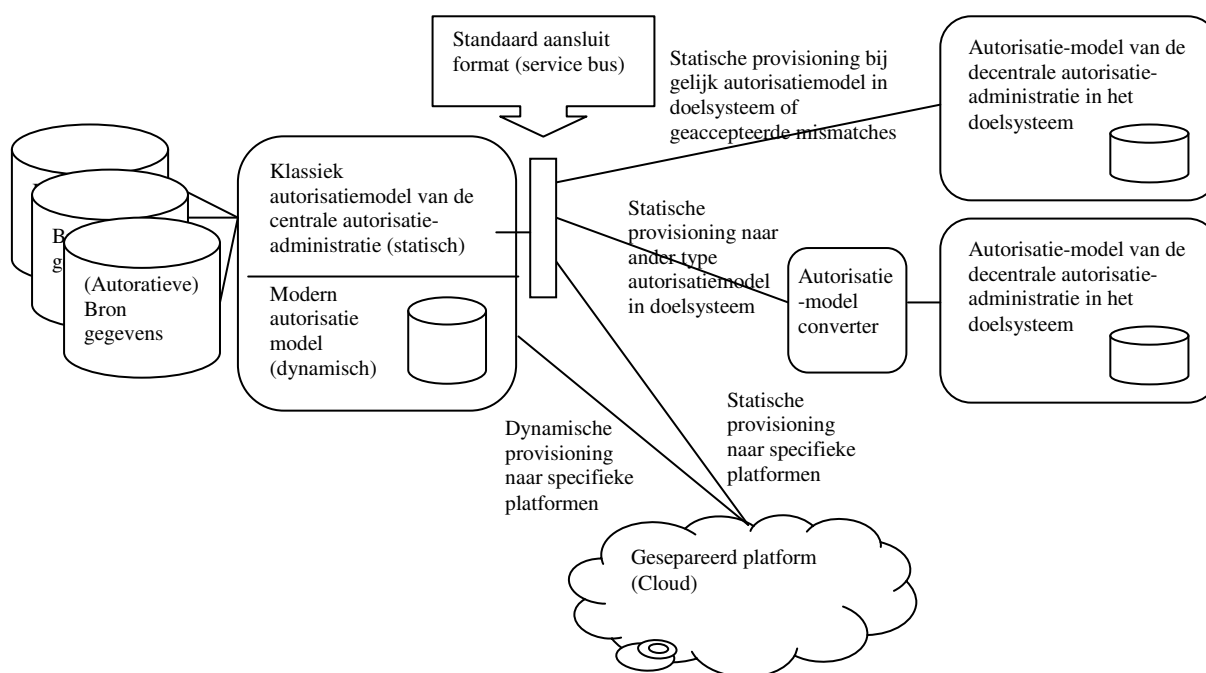 Standaard aansluit
format (service bus)
Statische provisioning bij
gelijk autorisatiemodel in
doelsysteem of
geaccepteerde mismatches
Autorisatie-model van de
decentrale autorisatie-
administratie in het
doelsysteem
(Autoratieve)
Bron
gegevens
Klassiek
autorisatiemodel van de
centrale autorisatie-
administratie (statisch)
Modern
autorisatie
model
(dynamisch)
Statische
provisioning naar
ander type
autorisatiemodel
in doelsysteem
Autorisatie
-model
converter
Autorisatie-model van de
decentrale autorisatie-
administratie in het
doelsysteem
Dynamische
provisioning
naar specifieke
platformen
Statische
provisioning
naar specifieke
platformen
Gesepareerd platform
(Cloud)